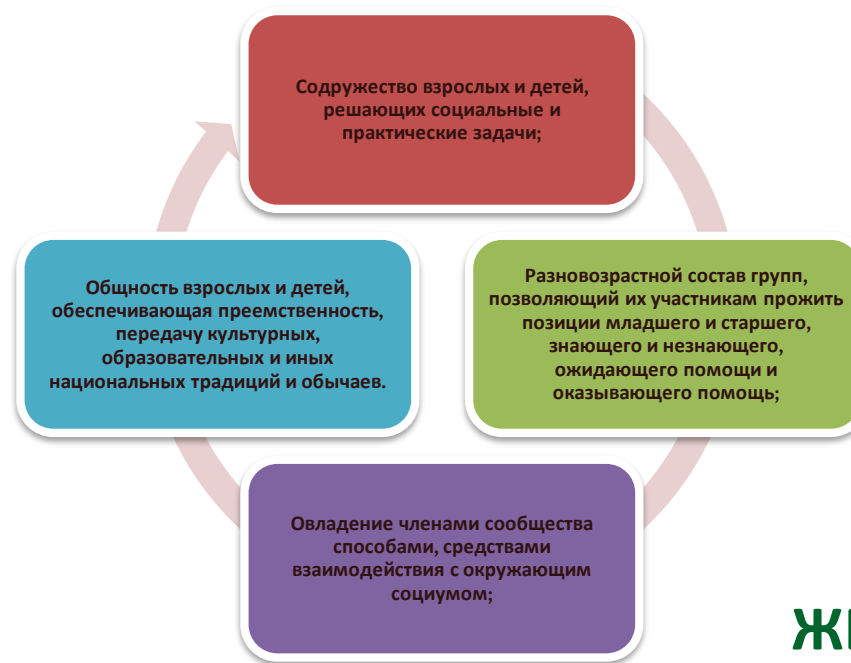 Содружество взрослых и детей,
решающих социальные и
практические задачи;
Разновозрастной состав групп,
позволяющий их участникам прожить
позиции младшего и старшего,
знающего и незнающего,
ожидающего помощи и
оказывающего помощь;
Овладение членами сообщества
способами, средствами
взаимодействия с окружающим
социумом;
Общность взрослых и детей,
обеспечивающая преемственность,
передачу культурных,
образовательных и иных
национальных традиций и обычаев.